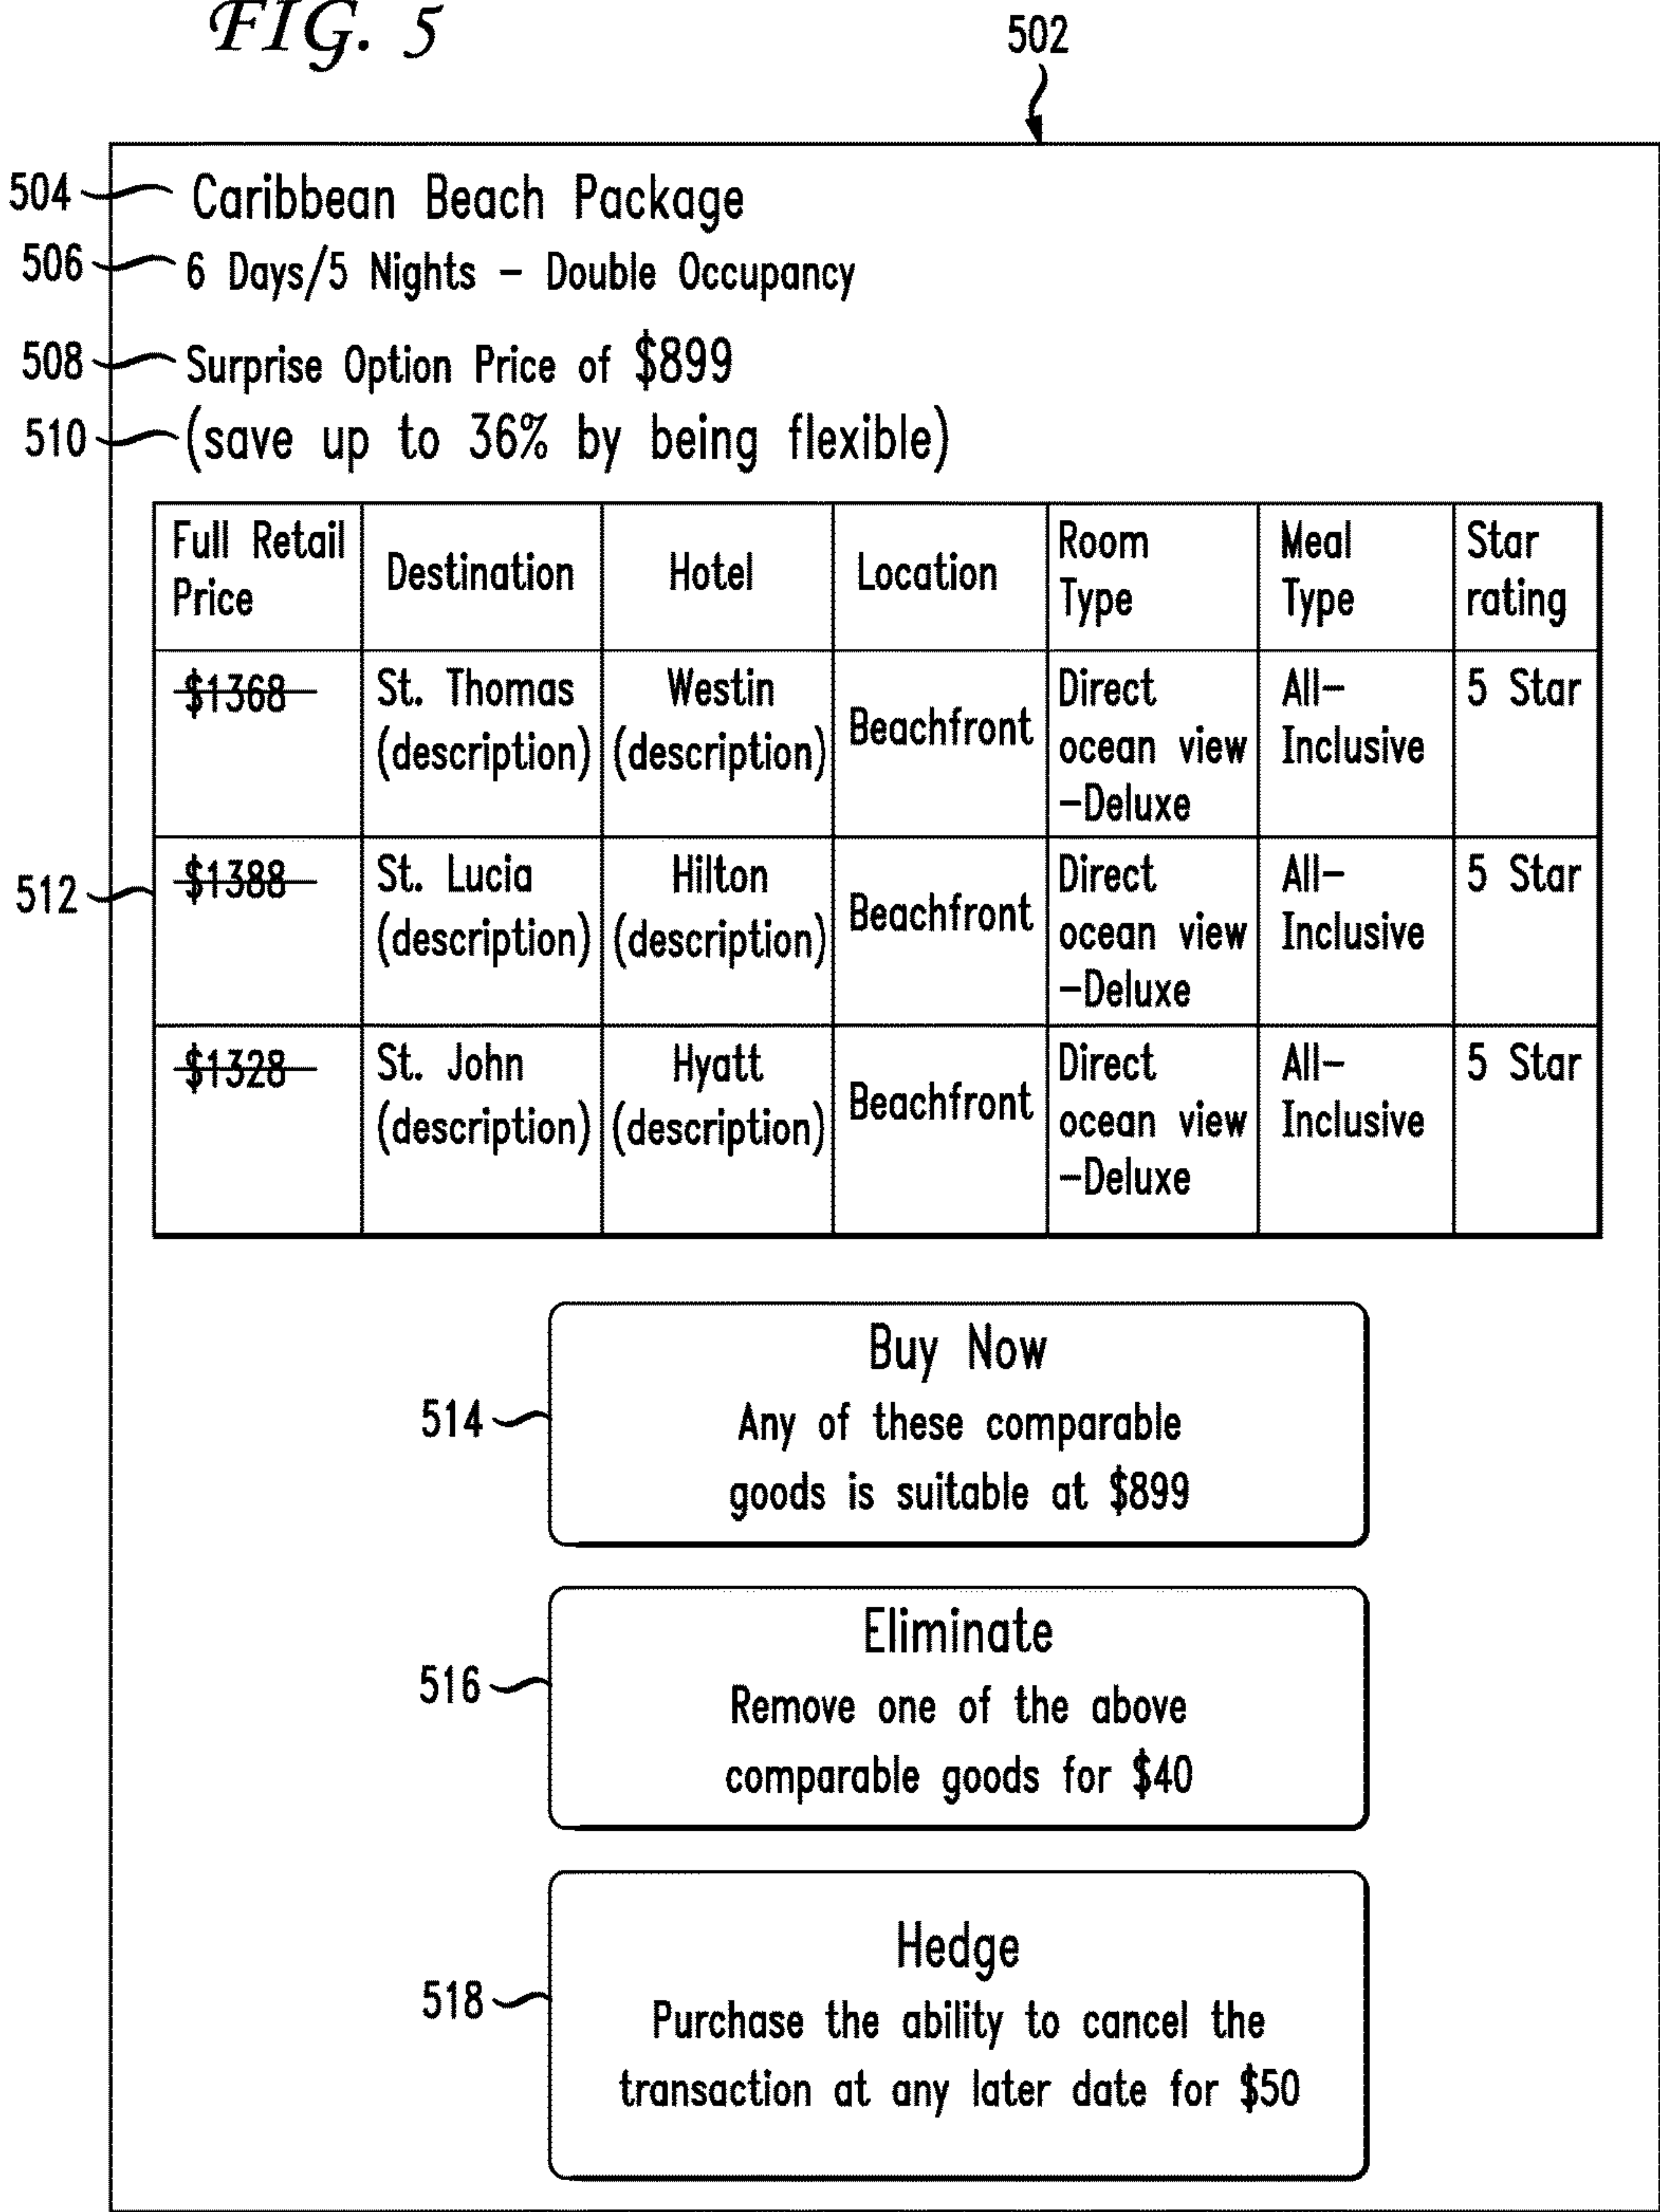 FIG. 5
502
504 Caribbean Beach Package
506 6 Days/5 Nights – Double Occupancy
508 Surprise Option Price of $899
510 (save up to 36% by being flexible)
Full Retail Price Destination Hotel Location Room Type Meal Type Star rating
$1368 St. Thomas (description) Westin (description) Beachfront Direct ocean view –Deluxe All– Inclusive 5 Star
512 $1388 St. Lucia (description) Hilton (description) Beachfront Direct ocean view –Deluxe All– Inclusive 5 Star
$1328 St. John (description) Hyatt (description) Beachfront Direct ocean view –Deluxe All– Inclusive 5 Star
Buy Now
514 Any of these comparable
goods is suitable at $899
Eliminate
516 Remove one of the above
comparable goods for $40
Hedge
518 Purchase the ability to cancel the
transaction at any later date for $50